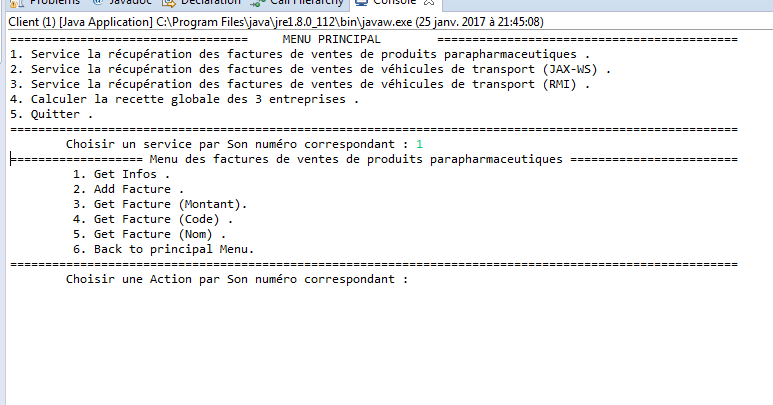 Problems @ Javadoc Declaration Call Hierarchy Console
Client (1) [Java Application] C:\Program Files\java\jre1.8.0_112\bin\javaw.exe (25 janv. 2017 à 21:45:08)
================================== MENU PRINCIPAL ===========================================
1. Service la récupération des factures de ventes de produits parapharmaceutiques .
2. Service la récupération des factures de ventes de véhicules de transport (JAX-WS) .
3. Service la récupération des factures de ventes de véhicules de transport (RMI) .
4. Calculer la recette globale des 3 entreprises .
5. Quitter .
========================================================================================================
Choisir un service par Son numéro correspondant : 1
=================== Menu des factures de ventes de produits parapharmaceutiques ========================
1. Get Infos .
2. Add Facture .
3. Get Facture (Montant).
4. Get Facture (Code) .
5. Get Facture (Nom) .
6. Back to principal Menu.
========================================================================================================
Choisir une Action par Son numéro correspondant :